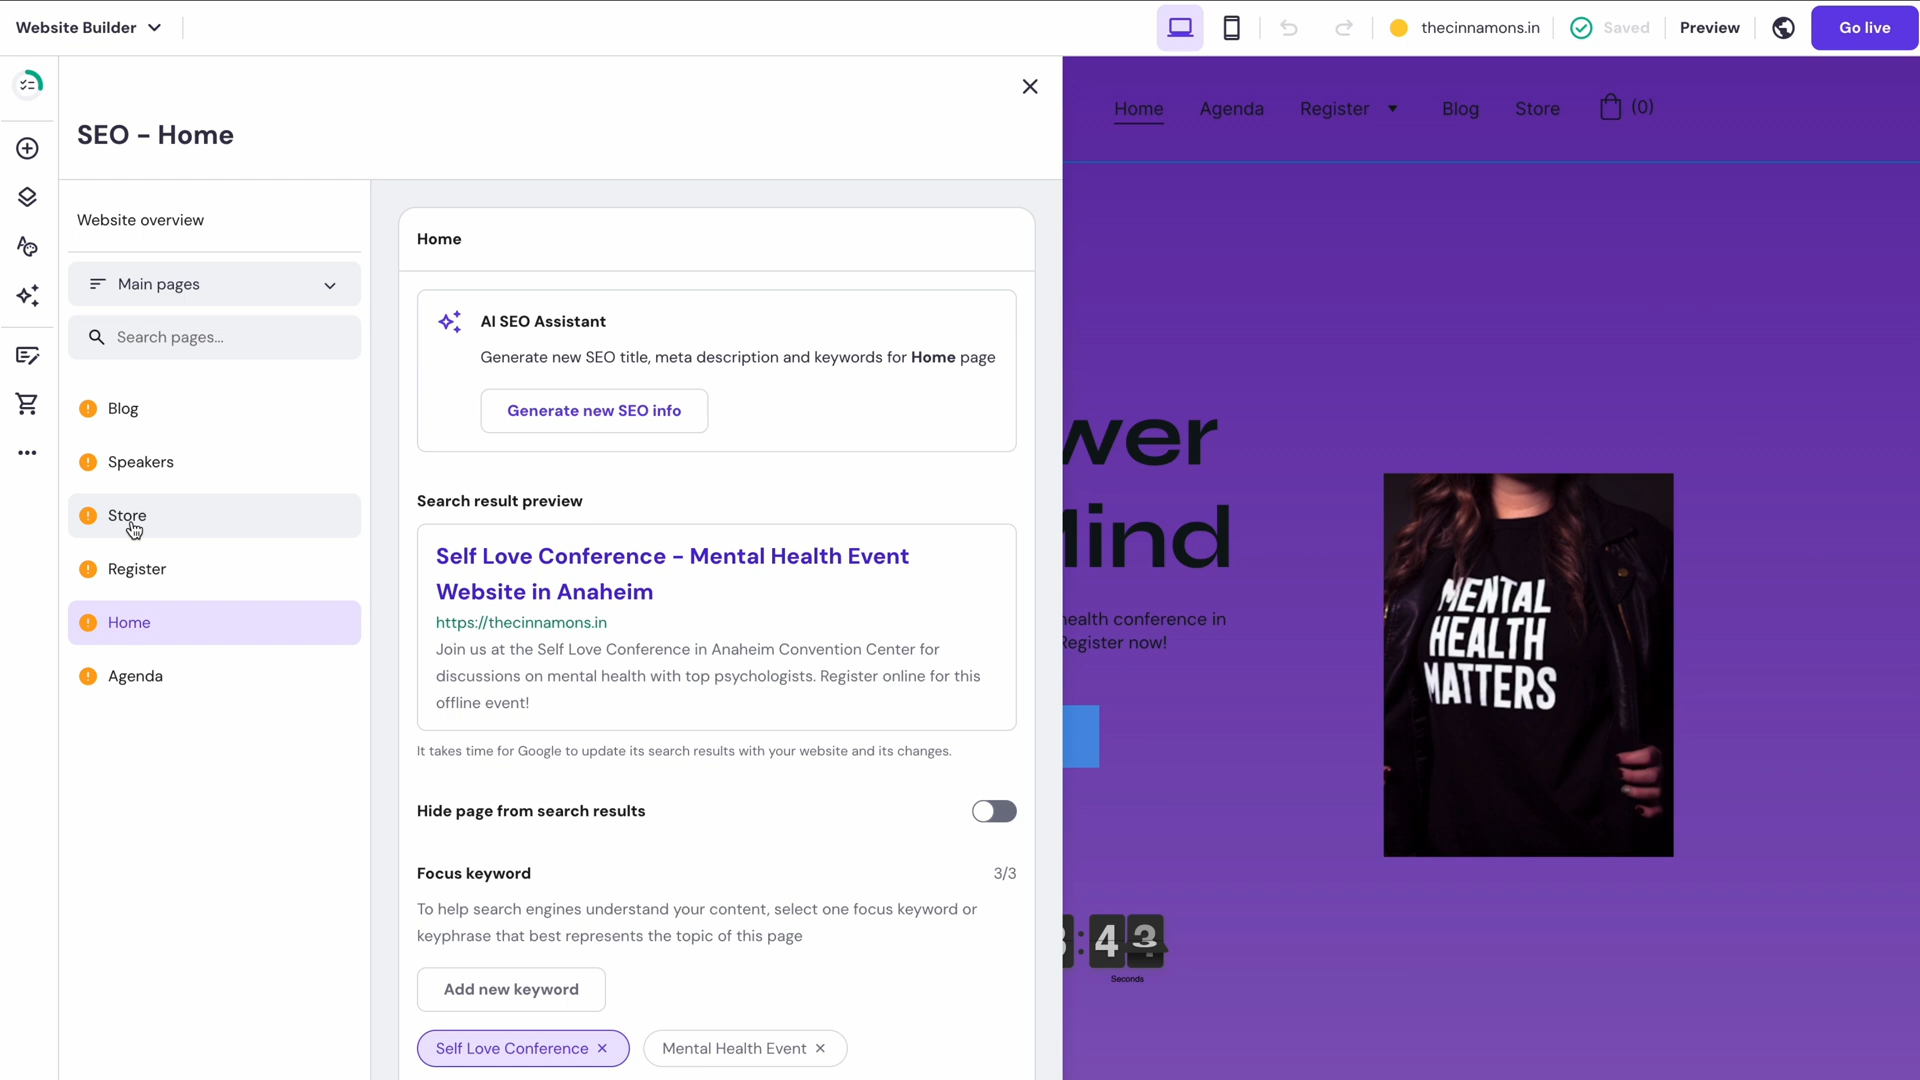 Website Builder
thecinnamons.in
Saved
Preview
Go live
SEO – Home
Website overview
Main pages
Search pages...
Blog
Speakers
Store
Register
Home
Agenda
Home
AI SEO Assistant
Generate new SEO title, meta description and keywords for Home page
Generate new SEO info
Search result preview
Self Love Conference – Mental Health Event
Website in Anaheim
https://thecinnamons.in
Join us at the Self Love Conference in Anaheim Convention Center for
discussions on mental health with top psychologists. Register online for this
offline event!
It takes time for Google to update its search results with your website and its changes.
Hide page from search results
Focus keyword
3/3
To help search engines understand your content, select one focus keyword or
keyphrase that best represents the topic of this page
Add new keyword
Self Love Conference
Mental Health Event
Home
Agenda
Register
Blog
Store
(0)
wer
ind
health conference in
Register now!
MENTAL
HEALTH
MATTERS
: 4
Seconds